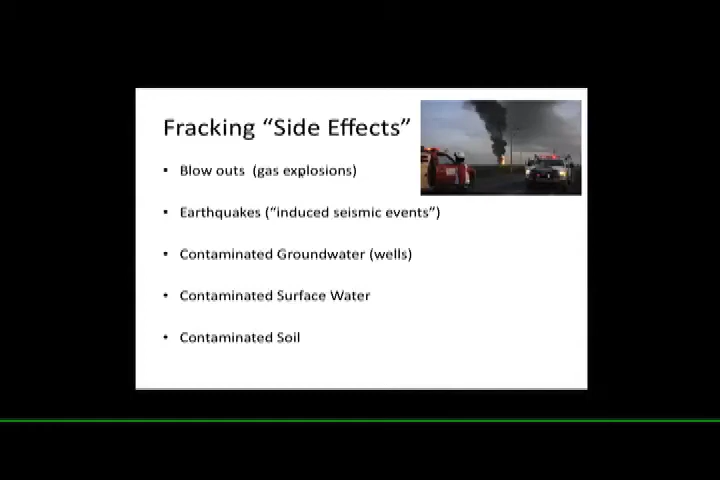 Fracking “Side Effects”
• Blow outs (gas explosions)
• Earthquakes (“induced seismic events”)
• Contaminated Groundwater (wells)
• Contaminated Surface Water
• Contaminated Soil